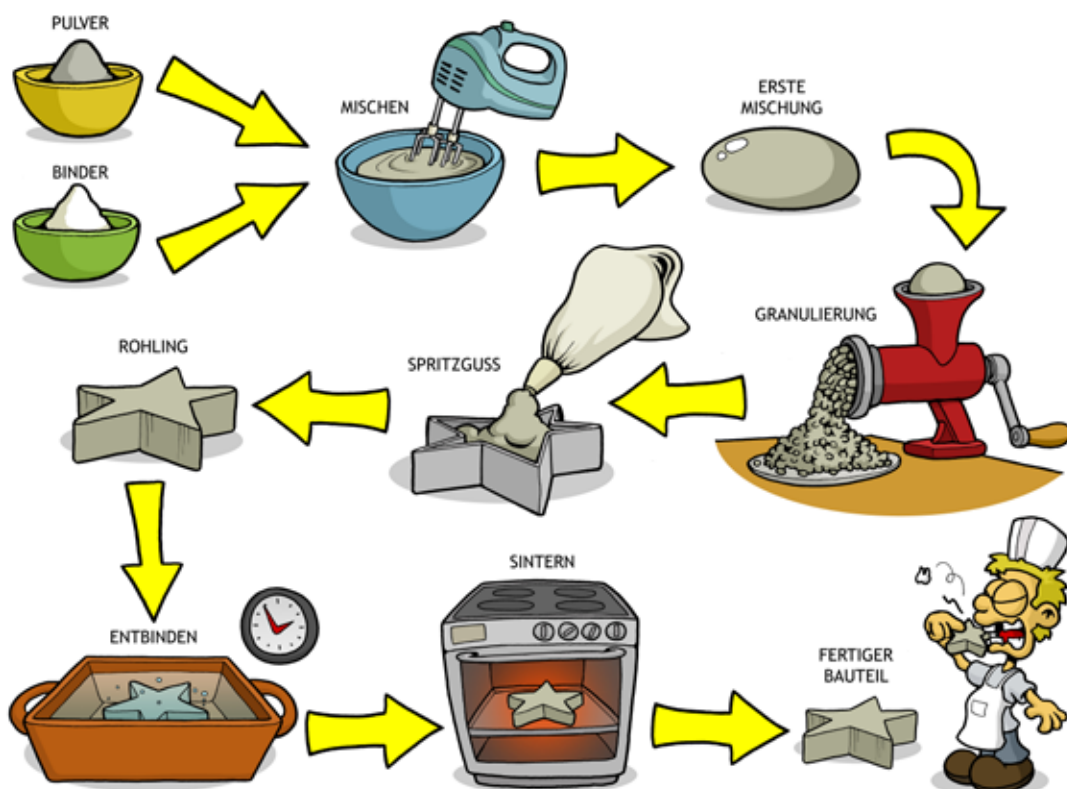 PULVER
MISCHEN
ERSTE
MISCHUNG
BINDER
GRANULIERUNG
SPRITZGUSS
ROHLING
ENTBINDEN
SINTERN
FERTIGER
BAUTEIL